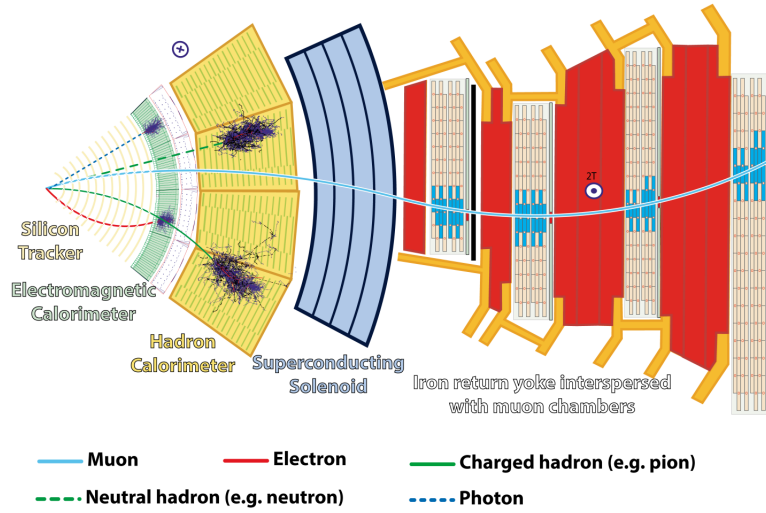 2T
Silicon
Tracker
Electromagnetic
Calorimeter
Hadron
Calorimeter
Superconducting
Solenoid
Iron return yoke interspersed
with muon chambers
Muon
Electron
Charged hadron (e.g. pion)
Neutral hadron (e.g. neutron)
Photon